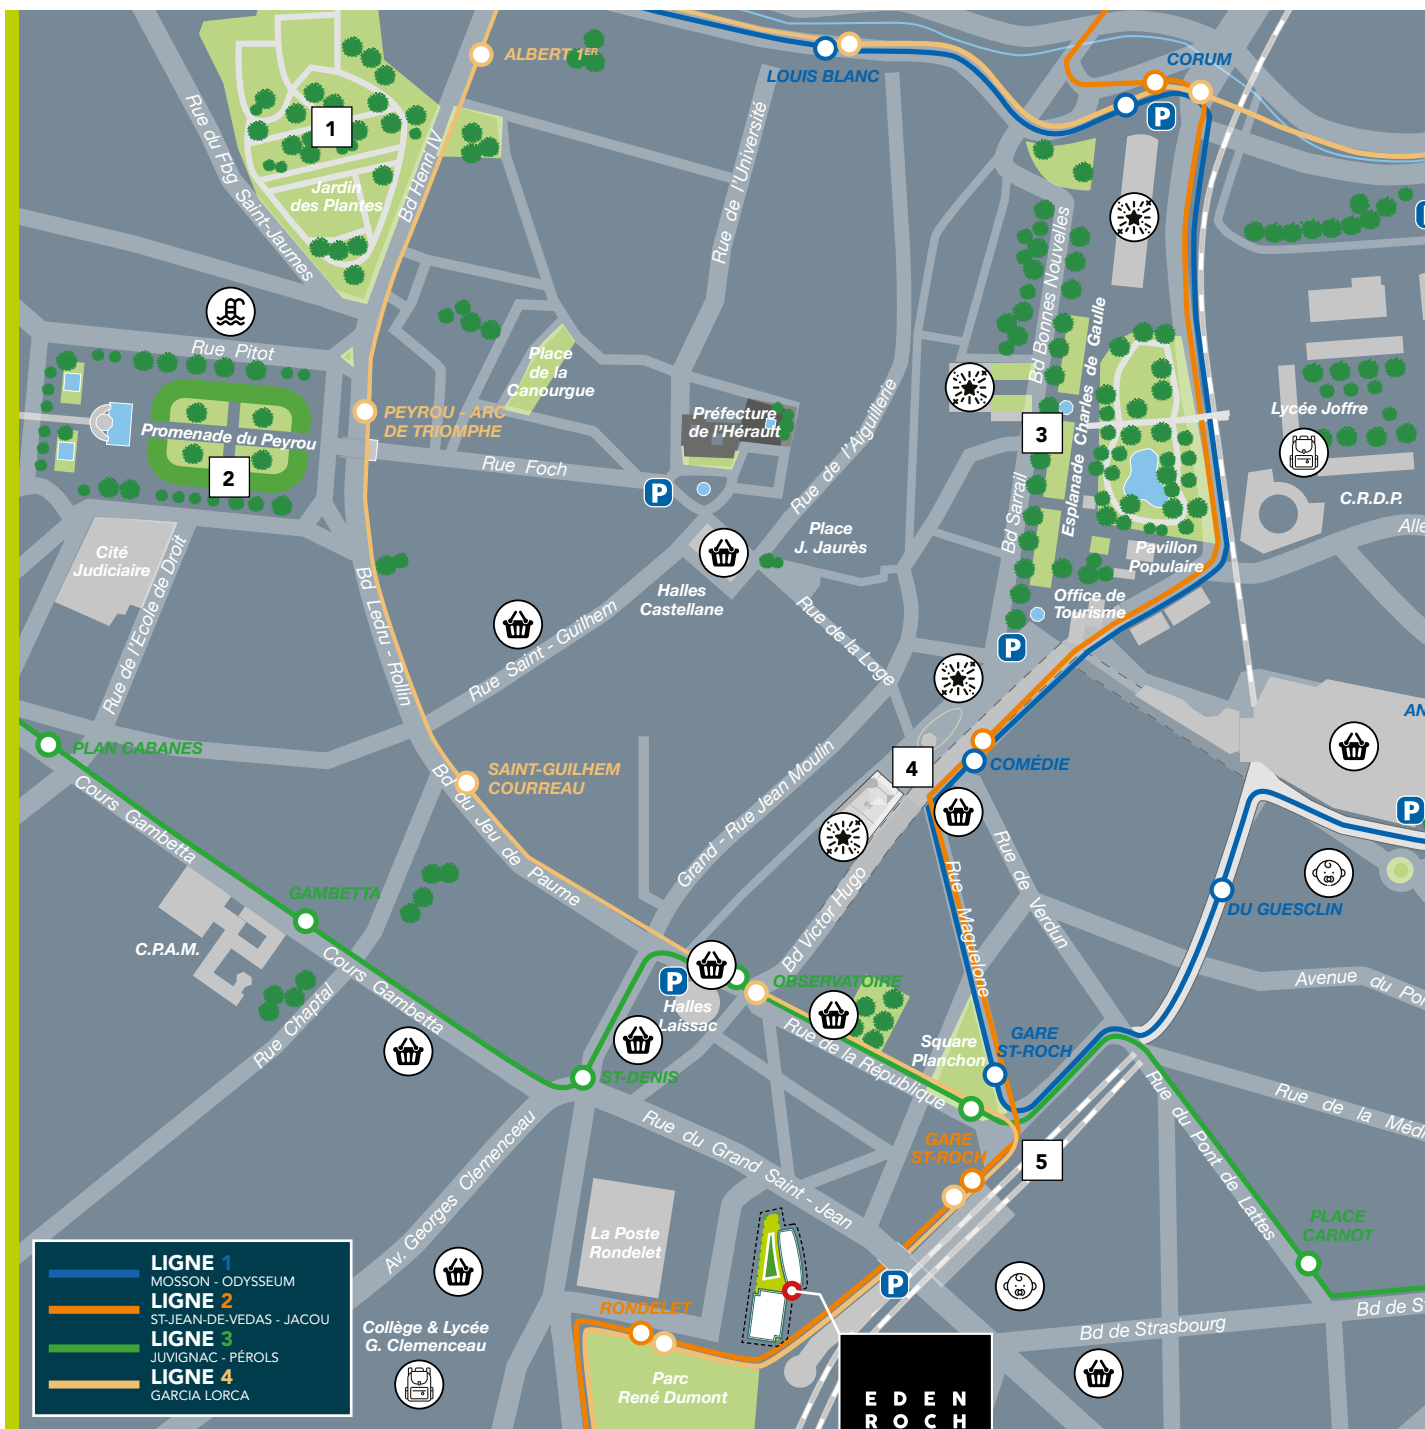 ALBERT 1ER
LOUIS BLANC
CORUM
P
1
Jardin
des Plantes
Rue du Fbg Saint-Jaumes
Bd Henri IV
Rue de l'Université
Bd Bonnes Nouvelles
Esplanade Charles de Gaulle
Rue Pitot
Place
de la
Canourgue
PEYROU - ARC
DE TRIOMPHE
Promenade du Peyrou
2
Préfecture
de l'Hérault
Rue de l'Aiguillerie
3
Lycée Joffre
C.R.D.P.
Rue Foch
P
Bd Sarrail
Place
J. Jaurès
Pavillon
Populaire
Alle
Cité
Judiciaire
Rue de l'Ecole de Droit
Bd Ledru - Rollin
Halles
Castellane
Rue Saint - Guilhem
Rue de la Loge
Office de
Tourisme
P
AN
PLAN CABANES
SAINT-GUILHEM
COURREAU
4
COMÉDIE
Cours Gambetta
Bd du Jeu de Paume
Grand - Rue Jean Moulin
P
Rue de Verdun
Rue Maguelone
Bd Victor Hugo
GAMBETTA
C.P.A.M.
DU GUESCLIN
Cours Gambetta
Rue Chaptal
P
Halles
Laissac
OBSERVATOIRE
Avenue du Pon
Rue de la République
Square
Planchon
GARE
ST-ROCH
ST-DENIS
Rue du Grand Saint - Jean
GARE
ST-ROCH
5
Rue du Pont de Lattes
Rue de la Médi
Av. Georges Clemenceau
La Poste
Rondelet
PLACE
CARNOT
P
Bd de S
Bd de Strasbourg
RONDELET
Collège & Lycée
G. Clemenceau
Parc
René Dumont
EDEN
ROCH
LIGNE 1
MOSSON - ODYSSEUM
LIGNE 2
ST-JEAN-DE-VEDAS - JACOU
LIGNE 3
JUVIGNAC - PÉROLS
LIGNE 4
GARCIA LORCA